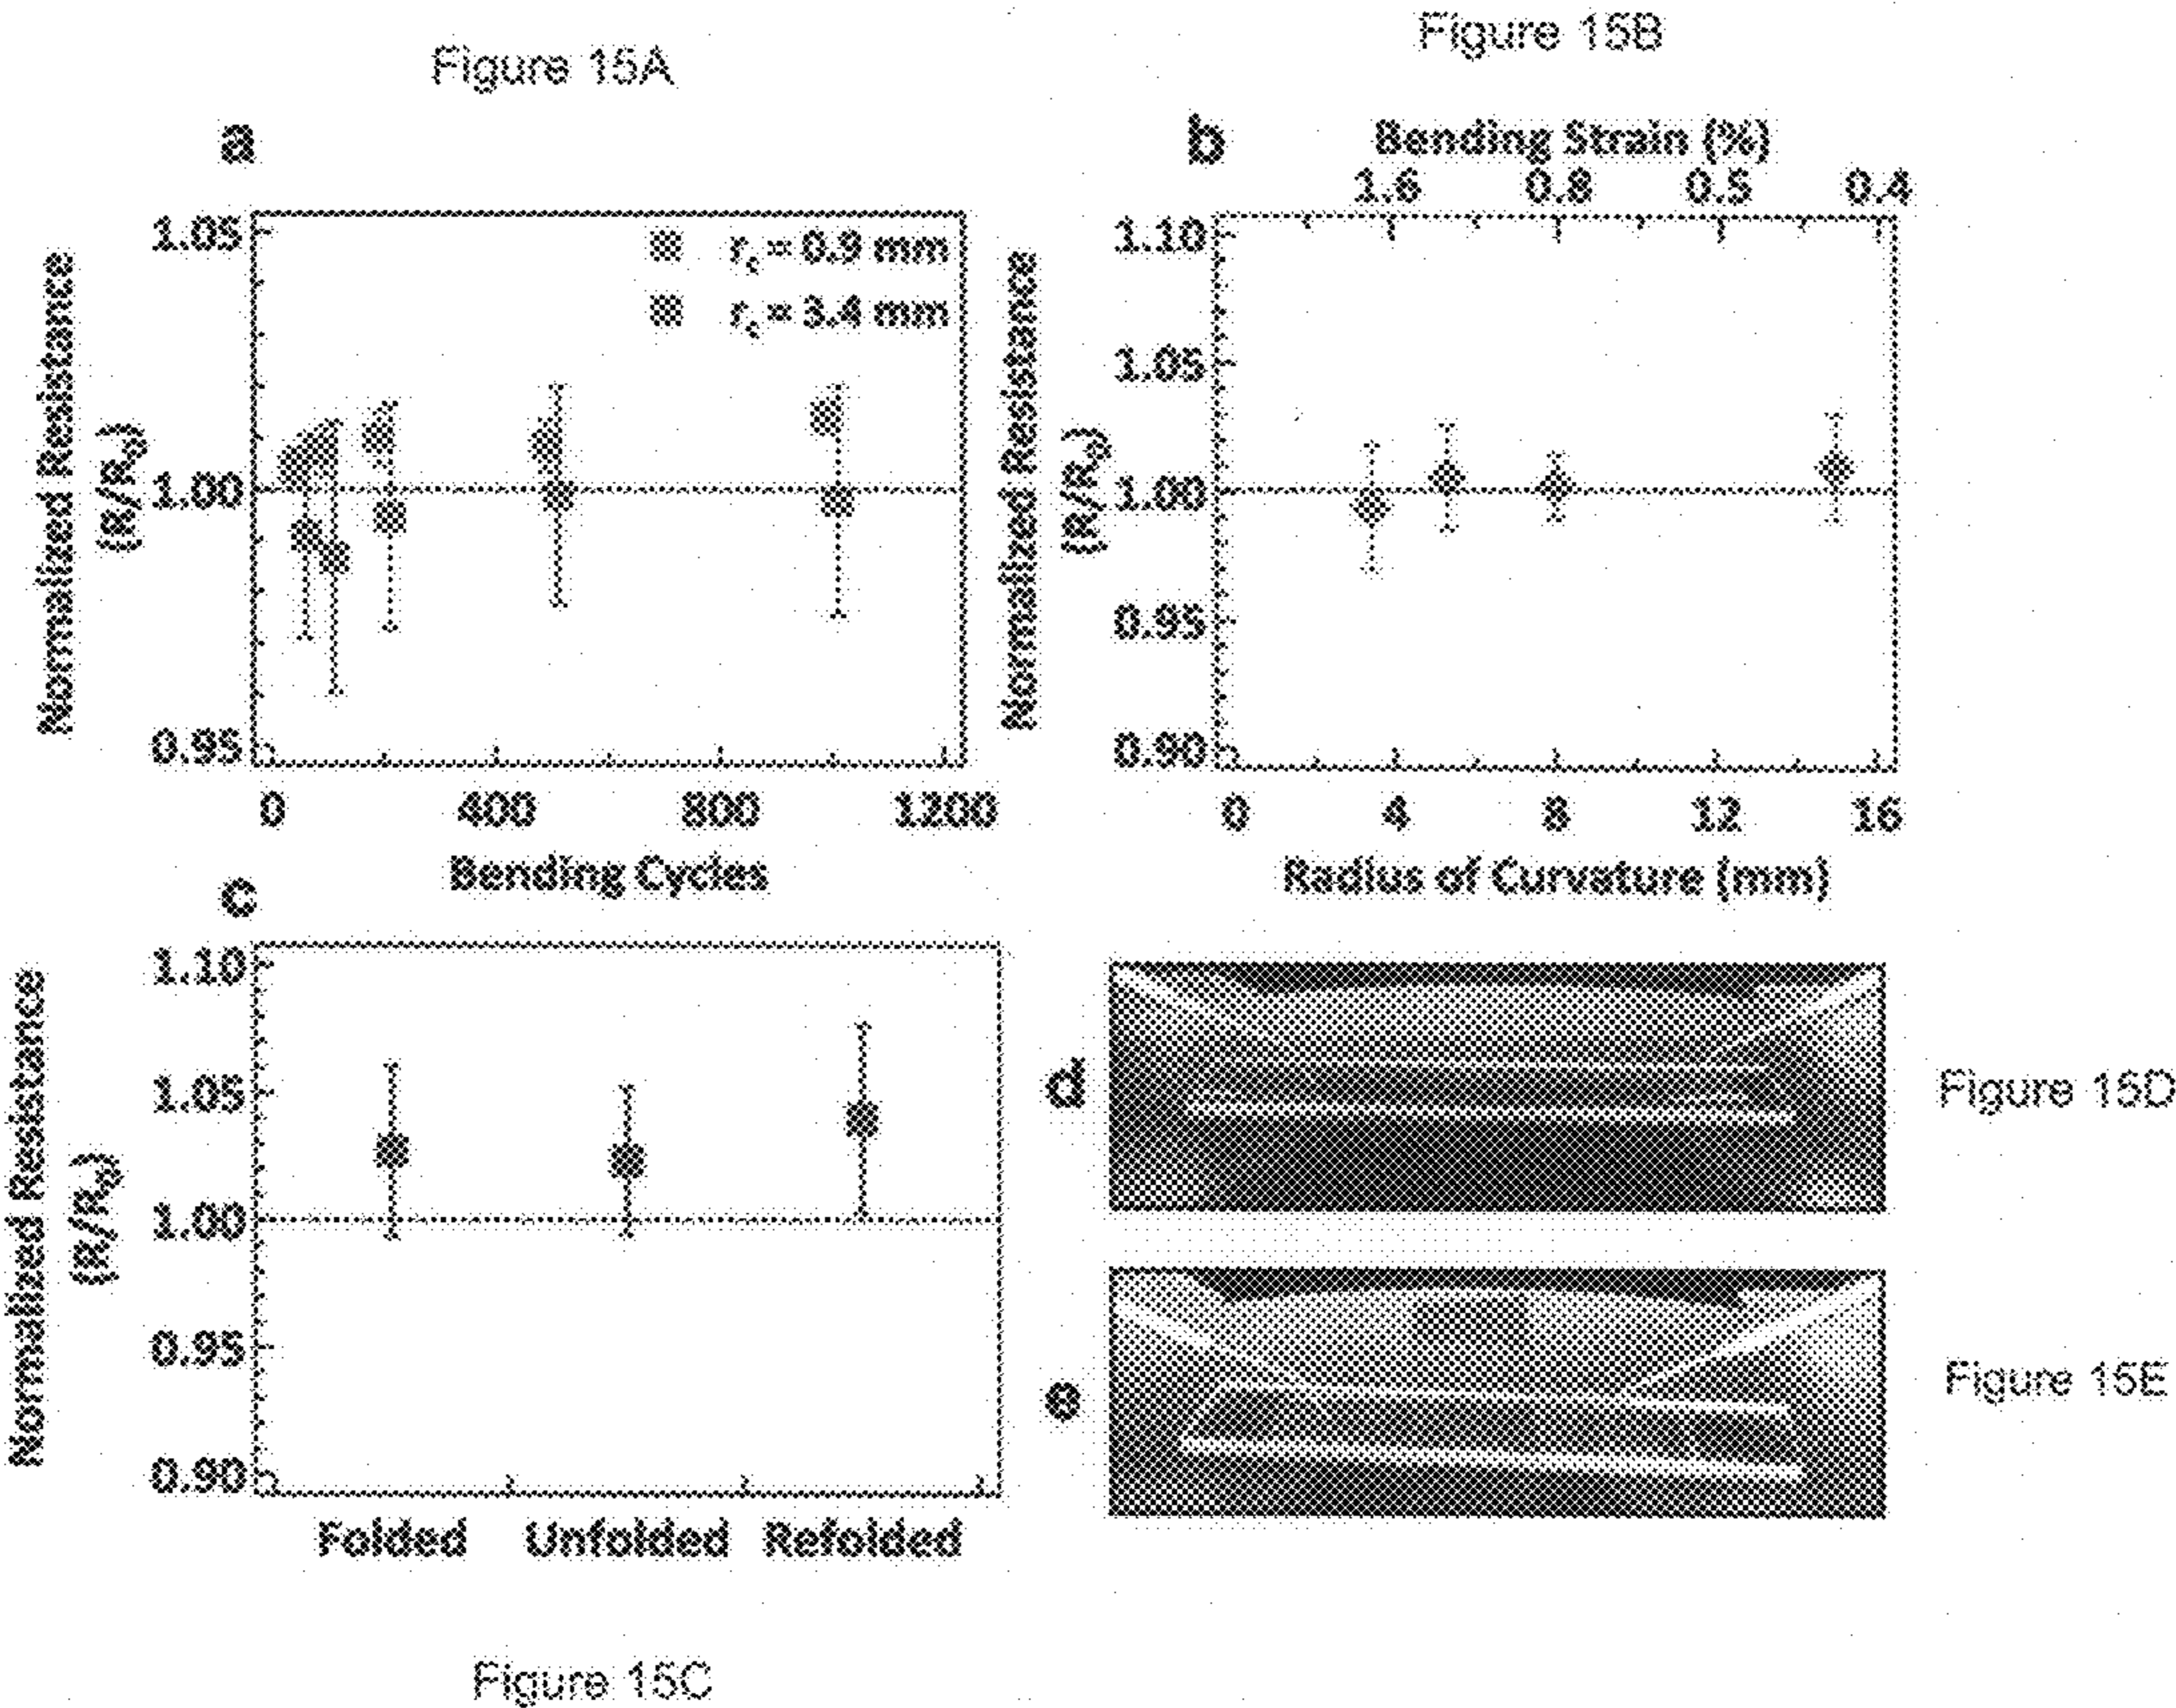 Figure 15A
Figure 15B
a
1.05
1.00
0.95
Normalized Resistance
(R/R₀)
rc = 0.9 mm
rc = 3.4 mm
0 400 800 1200
Bending Cycles
b
Bending Strain (%)
1.6 0.8 0.5 0.4
1.10
1.05
1.00
0.95
0.90
Normalized Resistance
(R/R₀)
0 4 8 12 16
Radius of Curvature (mm)
c
1.10
1.05
1.00
0.95
0.90
Normalized Resistance
(R/R₀)
Folded Unfolded Refolded
d
Figure 15D
e
Figure 15E
Figure 15C